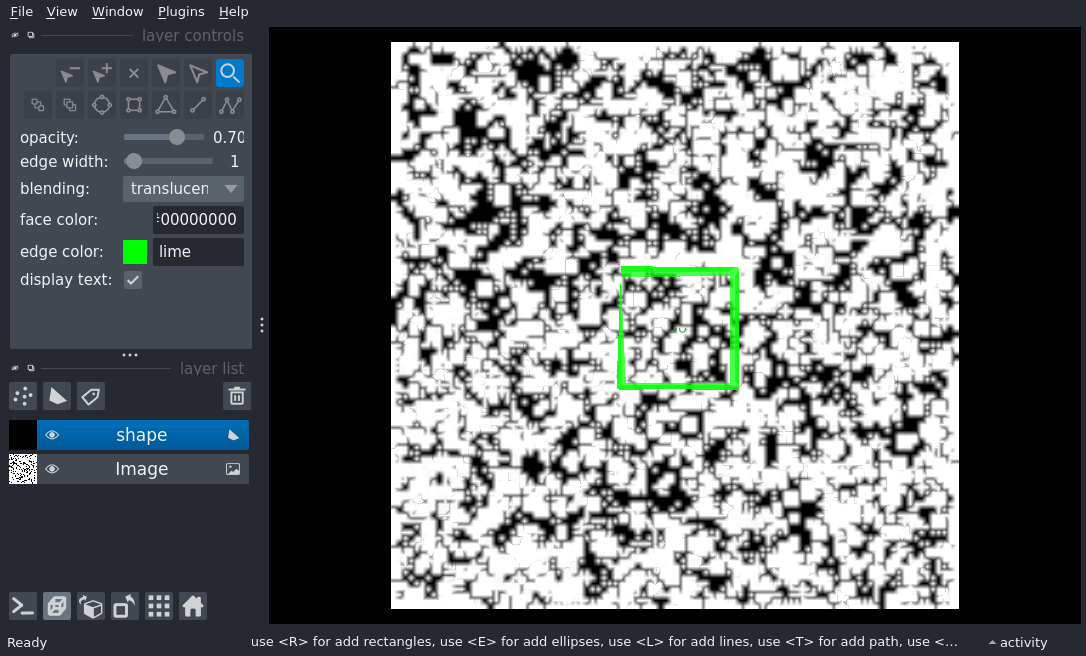 File View Window Plugins Help
layer controls
opacity: 0.70
edge width: 1
blending: translucen
face color: 00000000
edge color: lime
display text:
layer list
shape
Image
Ready
use <R> for add rectangles, use <E> for add ellipses, use <L> for add lines, use <T> for add path, use <...
activity